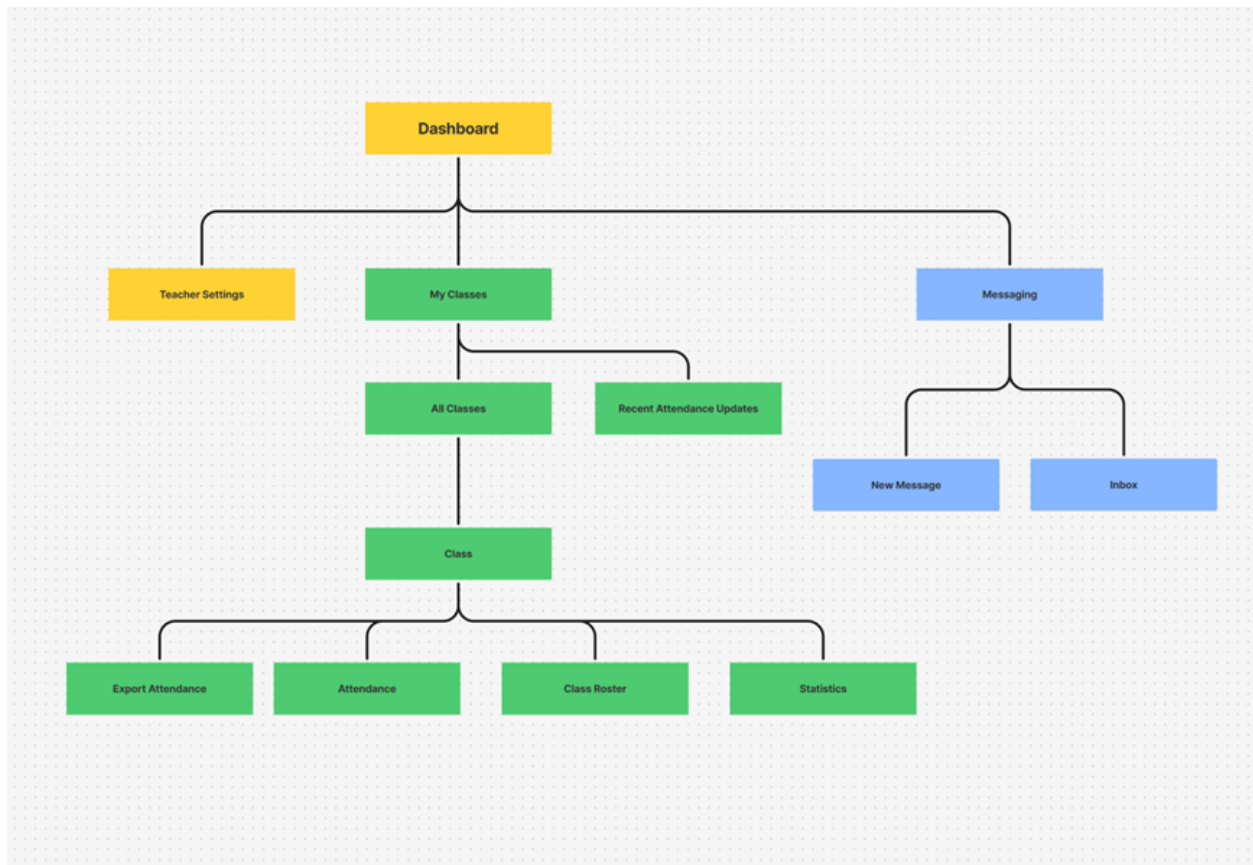 Dashboard
Teacher Settings
My Classes
Messaging
All Classes
Recent Attendance Updates
New Message
Inbox
Class
Export Attendance
Attendance
Class Roster
Statistics